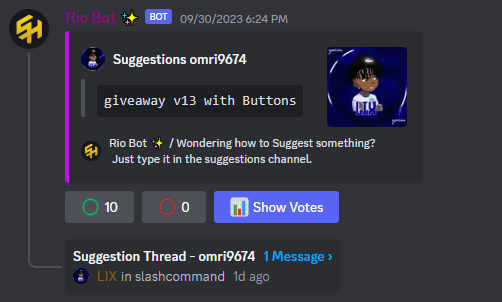 Rio Bot ✨ BOT 09/30/2023 6:24 PM
Suggestions omri9674
giveaway v13 with Buttons
Rio Bot ✨ / Wondering how to Suggest something?
Just type it in the suggestions channel.
10 0 Show Votes
Suggestion Thread - omri9674 1 Message ›
LIX in slashcommand 1d ago